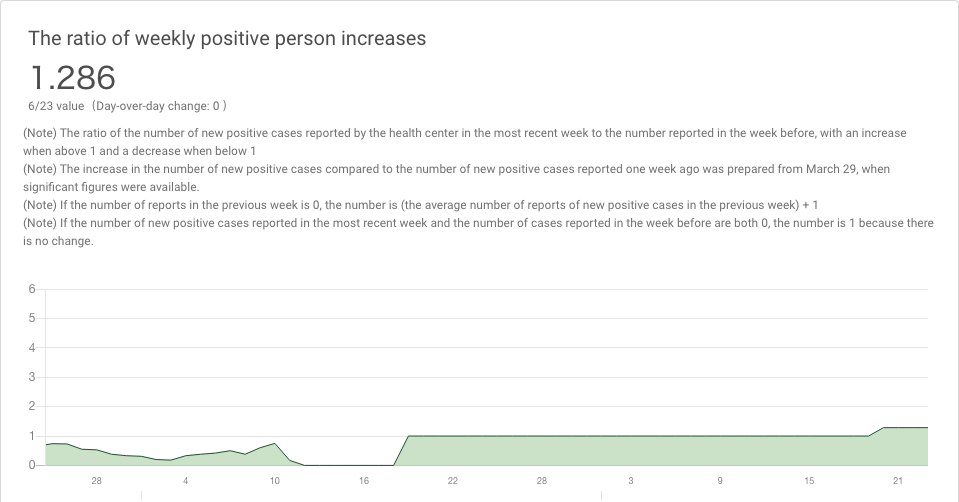 The ratio of weekly positive person increases
1.286
6/23 value（Day-over-day change: 0 ）
(Note) The ratio of the number of new positive cases reported by the health center in the most recent week to the number reported in the week before, with an increase
when above 1 and a decrease when below 1
(Note) The increase in the number of new positive cases compared to the number of new positive cases reported one week ago was prepared from March 29, when
significant figures were available.
(Note) If the number of reports in the previous week is 0, the number is (the average number of reports of new positive cases in the previous week) + 1
(Note) If the number of new positive cases reported in the most recent week and the number of cases reported in the week before are both 0, the number is 1 because there
is no change.
6
5
4
3
2
1
0
28 4 10 16 22 28 3 9 15 21